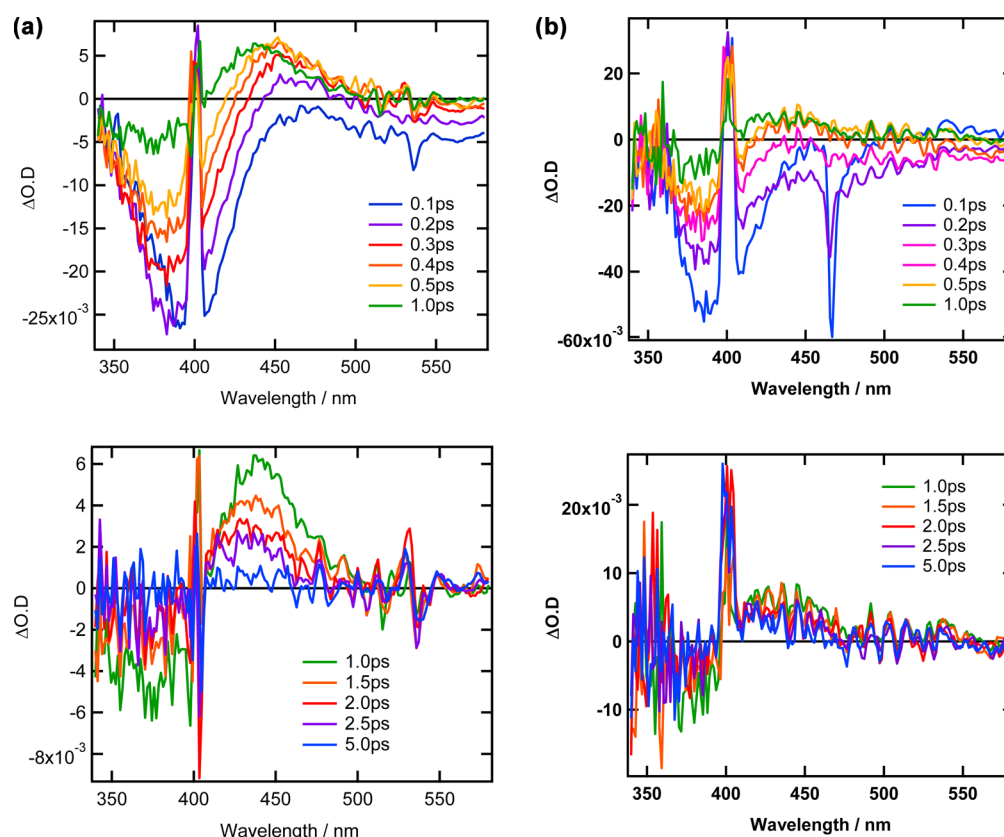 (a)
5
0
-5
-10
-15
-20
-25x10⁻³
ΔO.D
0.1ps
0.2ps
0.3ps
0.4ps
0.5ps
1.0ps
350 400 450 500 550
Wavelength / nm
(b)
20
0
-20
-40
-60x10⁻³
ΔO.D
0.1ps
0.2ps
0.3ps
0.4ps
0.5ps
1.0ps
350 400 450 500 550
Wavelength / nm
6
4
2
0
-2
-4
-6
-8x10⁻³
ΔO.D
1.0ps
1.5ps
2.0ps
2.5ps
5.0ps
350 400 450 500 550
Wavelength / nm
20x10⁻³
10
0
-10
ΔO.D
1.0ps
1.5ps
2.0ps
2.5ps
5.0ps
350 400 450 500 550
Wavelength / nm